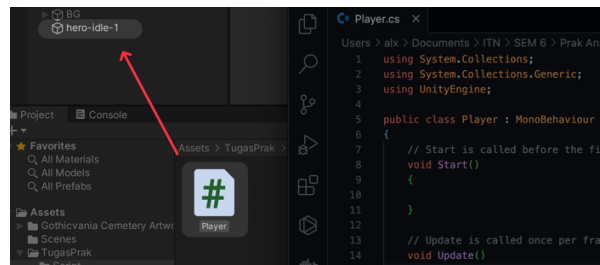 BG
hero-idle-1
Project
Console
Favorites
All Materials
All Models
All Prefabs
Assets
Gothicvania Cemetery Artwo
Scenes
TugasPrak
Script
Assets > TugasPrak >
#
Player
Player.cs
Users > alx > Documents > ITN > SEM 6 > Prak An
1 using System.Collections;
2 using System.Collections.Generic;
3 using UnityEngine;
4
5 public class Player : MonoBehaviour
6 {
7 // Start is called before the fi
8 void Start()
9 {
10
11 }
12
13 // Update is called once per fra
14 void Update()